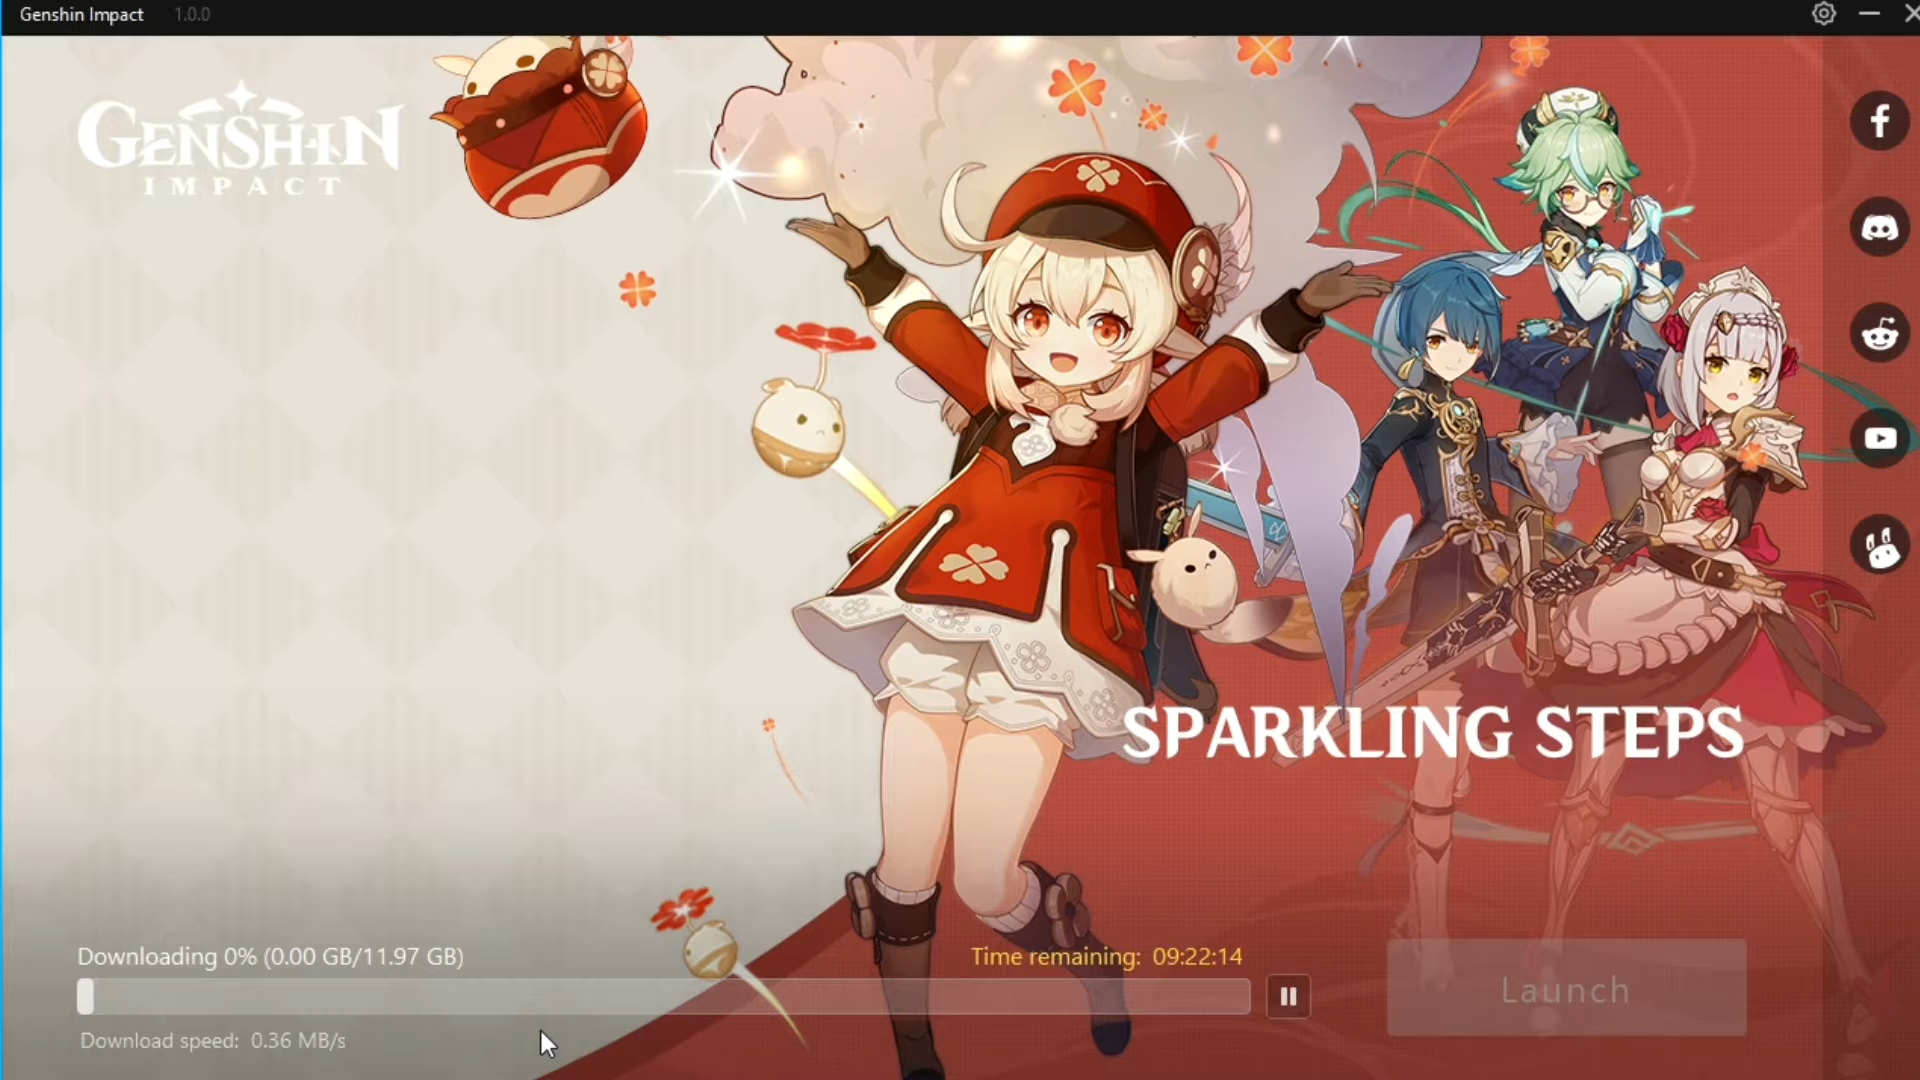 Genshin Impact 1.0.0
GENSHIN
IMPACT
SPARKLING STEPS
Downloading 0% (0.00 GB/11.97 GB) Time remaining: 09:22:14
Launch
Download speed: 0.36 MB/s